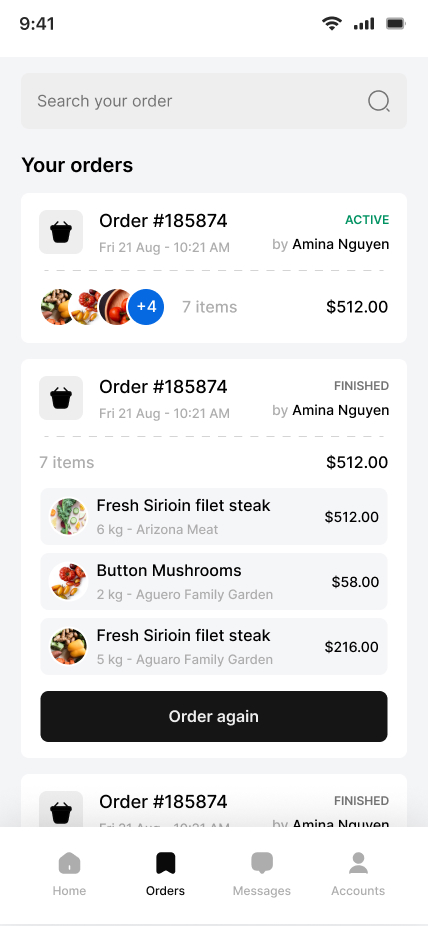 9:41
Search your order
Your orders
Order #185874
ACTIVE
Fri 21 Aug - 10:21 AM
by Amina Nguyen
+4
7 items
$512.00
Order #185874
FINISHED
Fri 21 Aug - 10:21 AM
by Amina Nguyen
7 items
$512.00
Fresh Sirioin filet steak
6 kg - Arizona Meat
$512.00
Button Mushrooms
2 kg - Aguero Family Garden
$58.00
Fresh Sirioin filet steak
5 kg - Aguaro Family Garden
$216.00
Order again
Order #185874
FINISHED
Fri 21 Aug - 10:21 AM
by Amina Nguyen
Home
Orders
Messages
Accounts